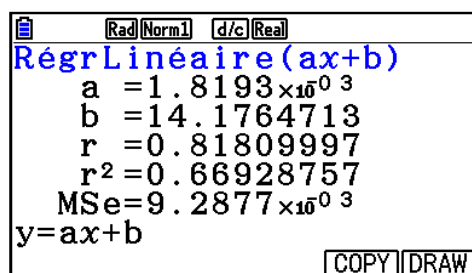 Rad Norm1 d/c Real
RégrLinéaire(ax+b)
a =1.8193×10⁻⁰³
b =14.1764713
r =0.81809997
r²=0.66928757
MSe=9.2877×10⁻⁰³
y=ax+b
COPY DRAW